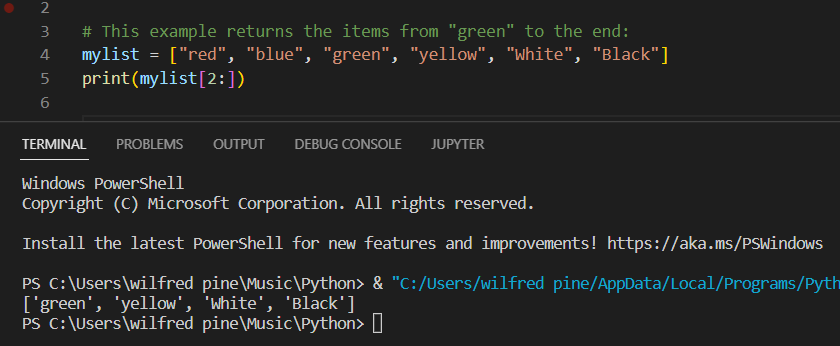 2
3 # This example returns the items from "green" to the end:
4 mylist = ["red", "blue", "green", "yellow", "White", "Black"]
5 print(mylist[2:])
6
TERMINAL PROBLEMS OUTPUT DEBUG CONSOLE JUPYTER
Windows PowerShell
Copyright (C) Microsoft Corporation. All rights reserved.
Install the latest PowerShell for new features and improvements! https://aka.ms/PSWindows
PS C:\Users\wilfred pine\Music\Python> & "C:/Users/wilfred pine/AppData/Local/Programs/Pyth
['green', 'yellow', 'White', 'Black']
PS C:\Users\wilfred pine\Music\Python>